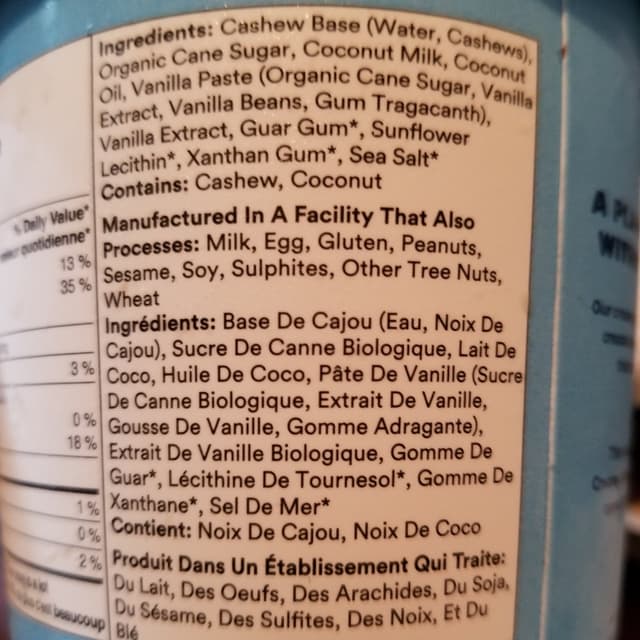 Ingredients: Cashew Base (Water, Cashews),
Organic Cane Sugar, Coconut Milk, Coconut
Oil, Vanilla Paste (Organic Cane Sugar, Vanilla
Extract, Vanilla Beans, Gum Tragacanth),
Vanilla Extract, Guar Gum*, Sunflower
Lecithin*, Xanthan Gum*, Sea Salt*
Contains: Cashew, Coconut
Manufactured In A Facility That Also
Processes: Milk, Egg, Gluten, Peanuts,
Sesame, Soy, Sulphites, Other Tree Nuts,
Wheat
Ingrédients: Base De Cajou (Eau, Noix De
Cajou), Sucre De Canne Biologique, Lait De
Coco, Huile De Coco, Pâte De Vanille (Sucre
De Canne Biologique, Extrait De Vanille,
Gousse De Vanille, Gomme Adragante),
Extrait De Vanille Biologique, Gomme De
Guar*, Lécithine De Tournesol*, Gomme De
Xanthane*, Sel De Mer*
Contient: Noix De Cajou, Noix De Coco
Produit Dans Un Établissement Qui Traite:
Du Lait, Des Oeufs, Des Arachides, Du Soja,
Du Sésame, Des Sulfites, Des Noix, Et Du
Blé
% Daily Value*
quotidienne*
13 %
35 %
3 %
0 %
18 %
1 %
0 %
2 %
beaucoup
A
Our